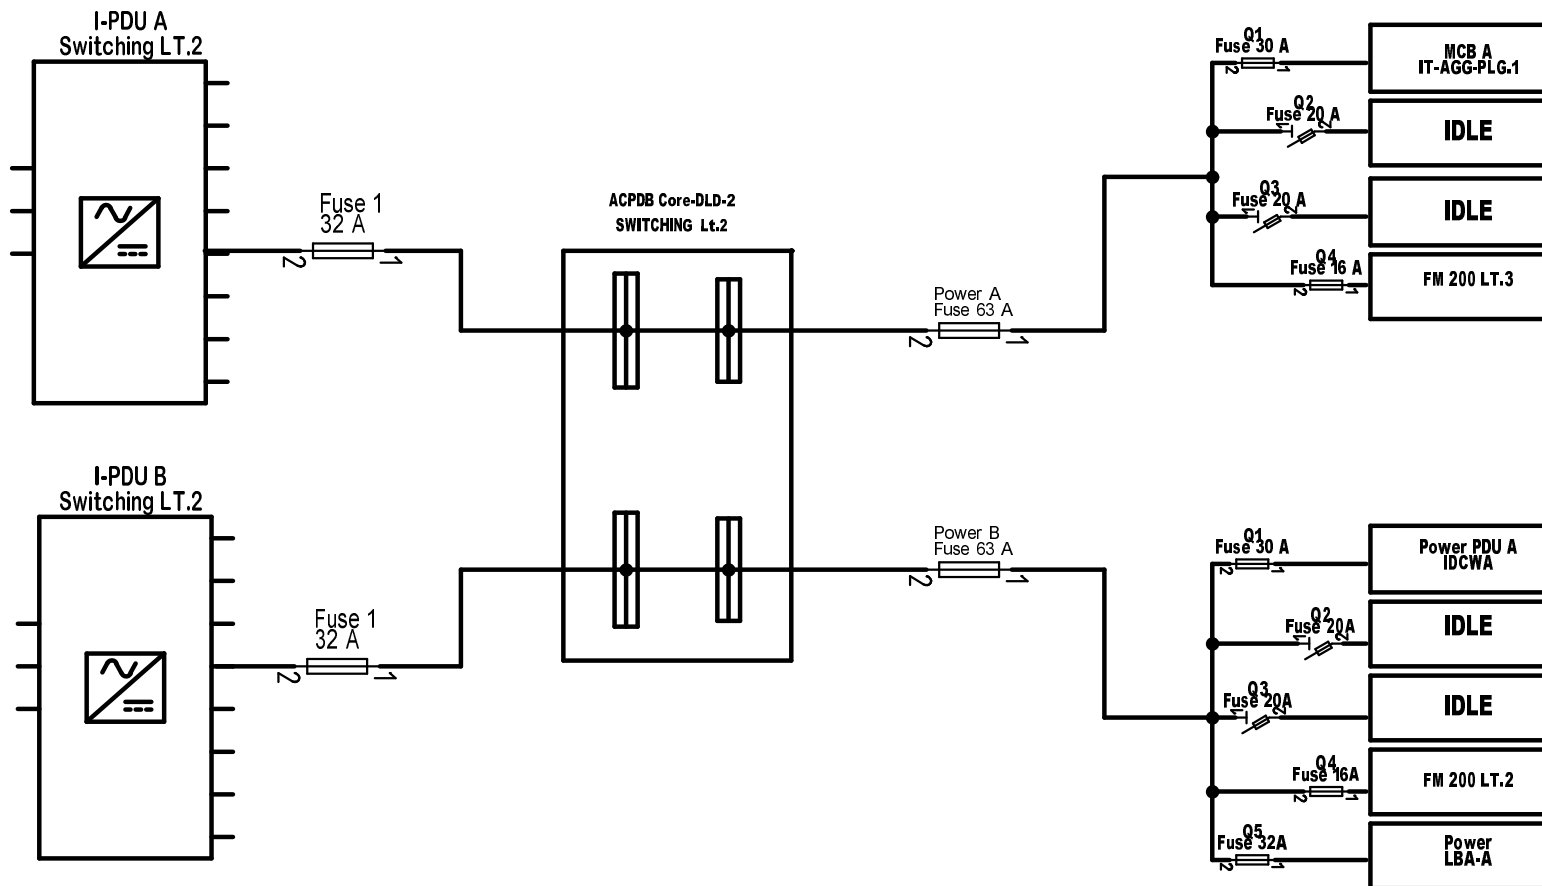 I-PDU A
Switching LT.2
Fuse 1
32 A
2
1
ACPDB Core-DLD-2
SWITCHING Lt.2
Power A
Fuse 63 A
2
1
Q1
Fuse 30 A
2
1
MCB A
IT-AGG-PLG.1
Q2
Fuse 20 A
1
2
IDLE
Q3
Fuse 20 A
1
2
IDLE
Q4
Fuse 16 A
2
1
FM 200 LT.3
I-PDU B
Switching LT.2
Fuse 1
32 A
2
1
Power B
Fuse 63 A
2
1
Q1
Fuse 30 A
2
1
Power PDU A
IDCWA
Q2
Fuse 20A
1
2
IDLE
Q3
Fuse 20A
1
2
IDLE
Q4
Fuse 16A
2
1
FM 200 LT.2
Q5
Fuse 32A
2
1
Power
LBA-A